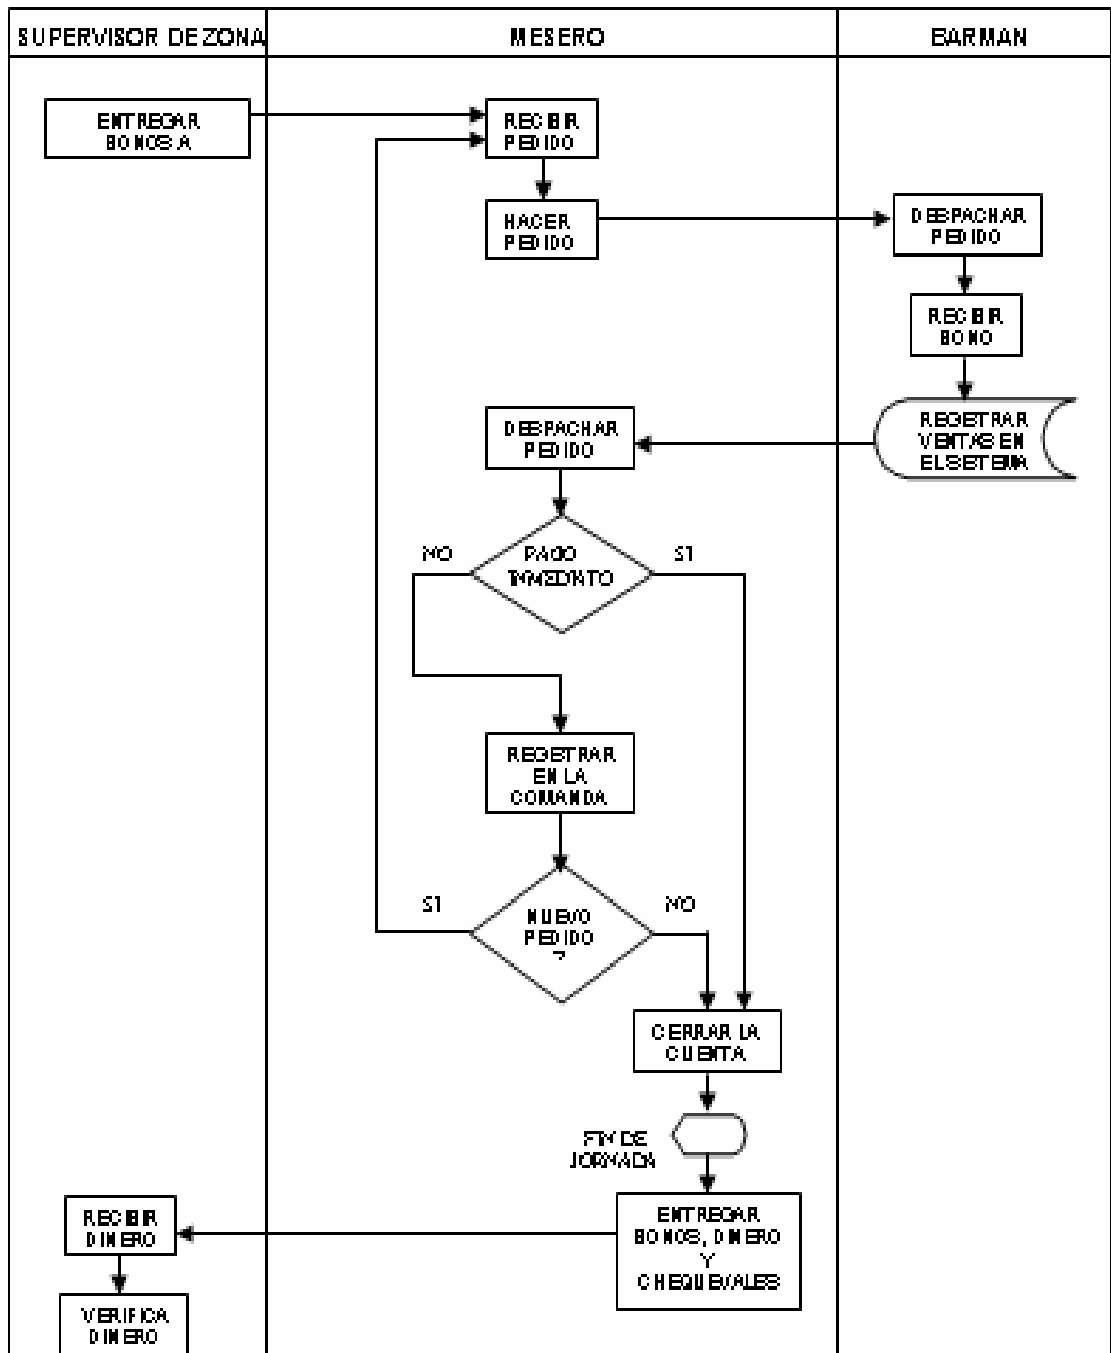 SUPERVISOR DE ZONA
MESERO
BARMAN
ENTREGAR
BONOS A
RECIBIR
PEDIDO
HACER
PEDIDO
DESPACHAR
PEDIDO
RECIBIR
BONO
REGISTRAR
VENTAS EN
EL SISTEMA
DESPACHAR
PEDIDO
NO
PAGO
INMEDIATO
SI
REGISTRAR
EN LA
COMANDA
SI
NUEVO
PEDIDO
?
NO
CERRAR LA
CUENTA
FIN DE
JORNADA
ENTREGAR
BONOS, DINERO
Y
CHEQUEVALES
RECIBIR
DINERO
VERIFICA
DINERO